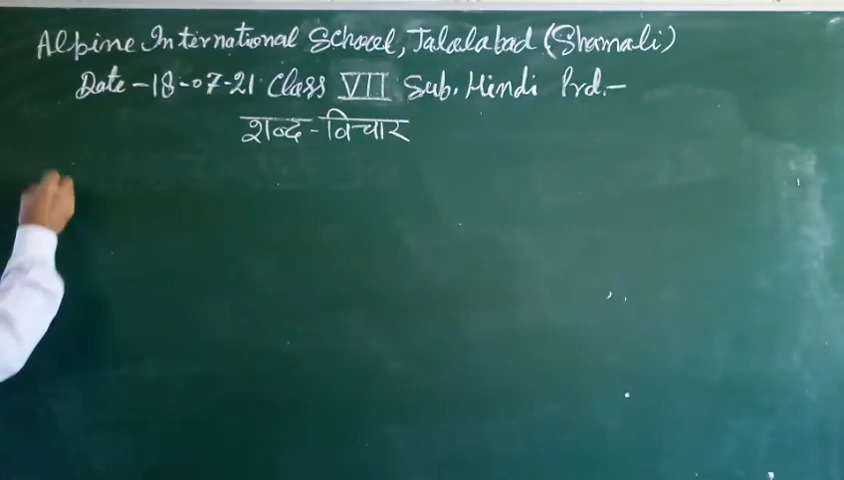 Alpine International School, Jalalabad (Shamali)
Date-18-07-21 Class VII Sub. Hindi Prd.-
शब्द-विचार